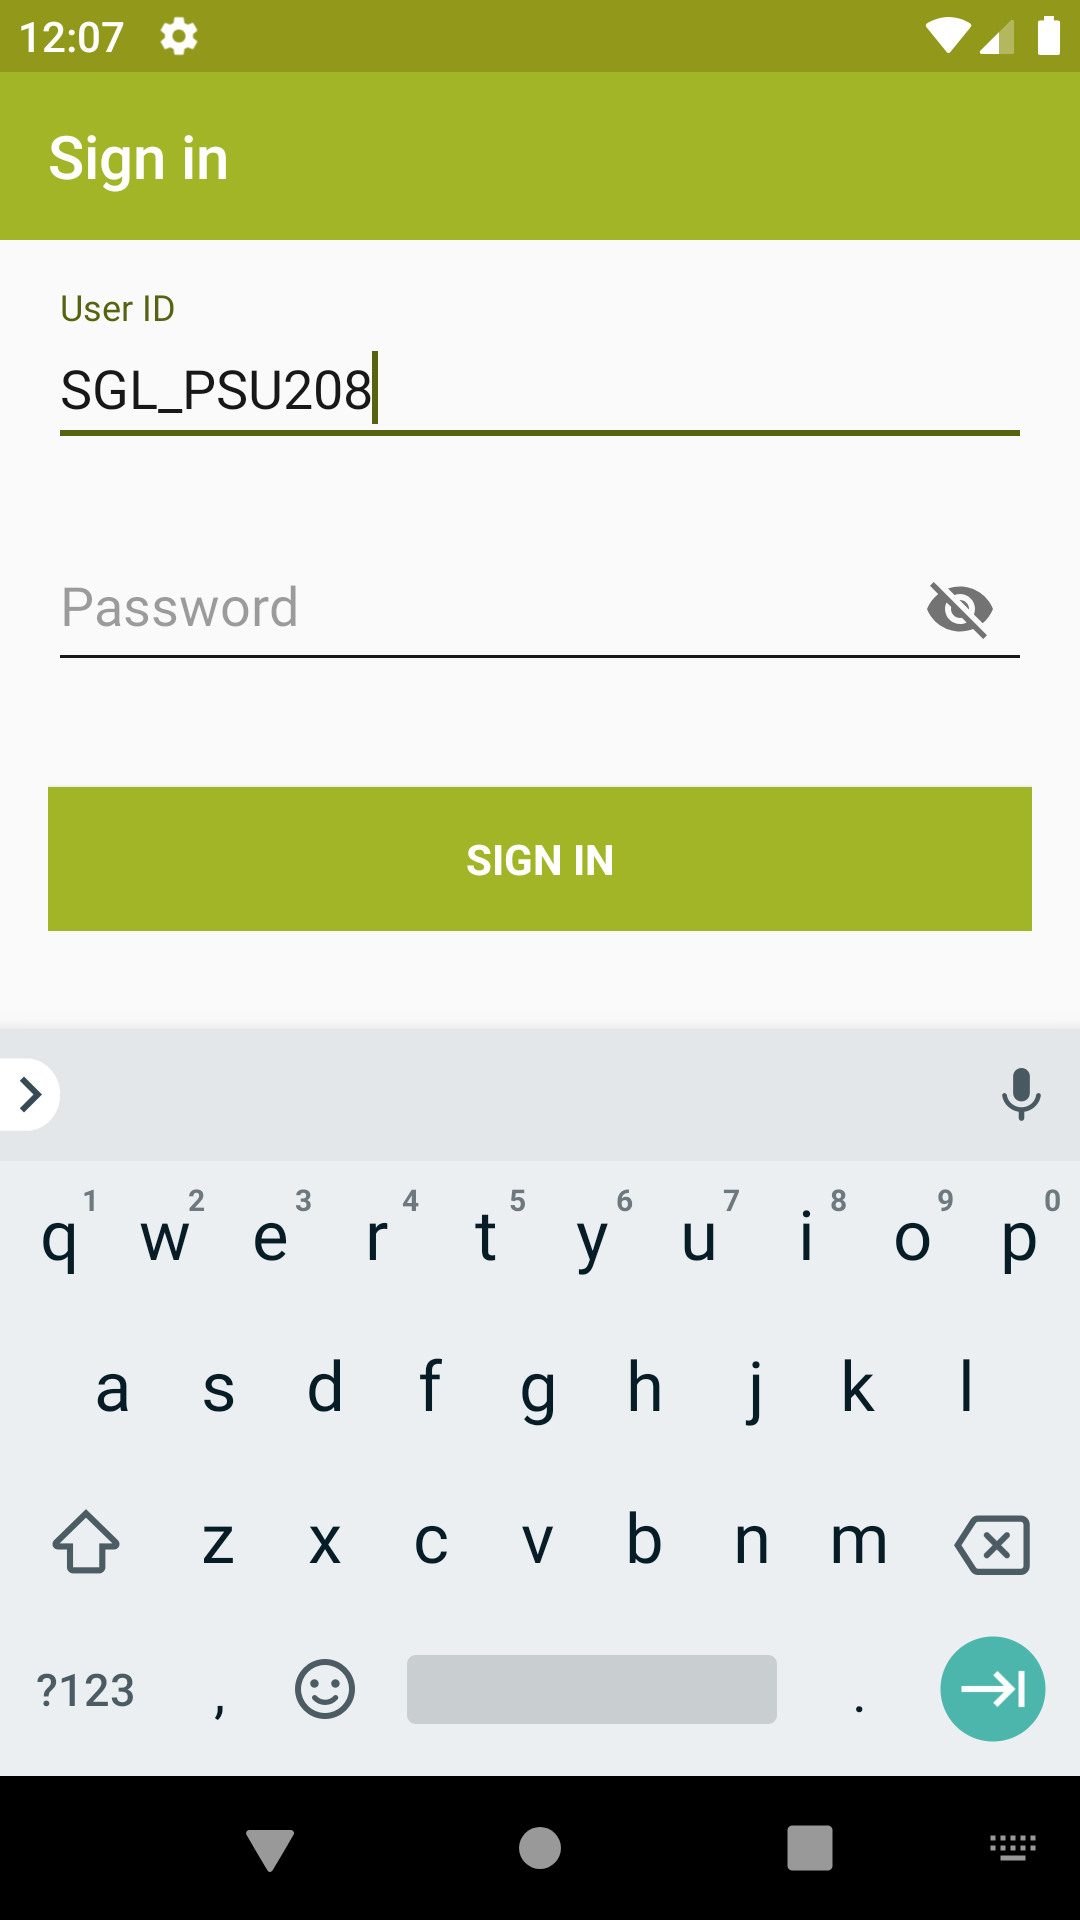 12:07
Sign in
User ID
SGL_PSU208
Password
SIGN IN
1 2 3 4 5 6 7 8 9 0
q w e r t y u i o p
a s d f g h j k l
z x c v b n m
?123 , .